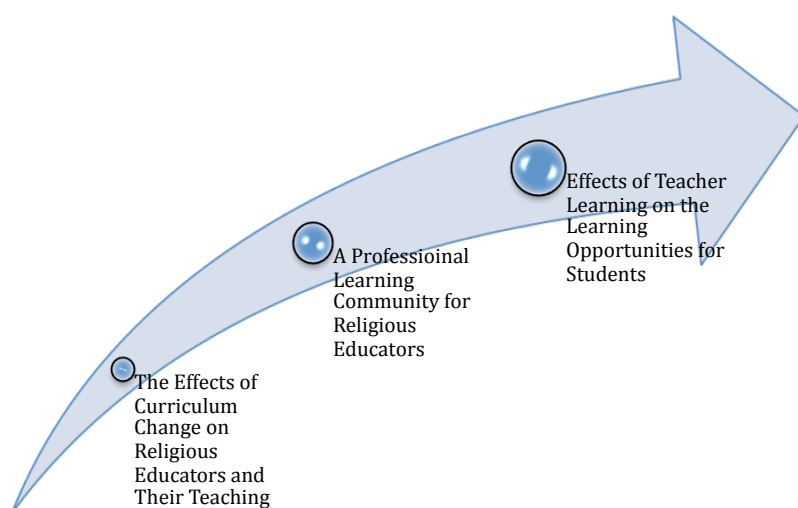 Effects of Teacher
Learning on the
Learning
Opportunities for
Students
A Professioinal
Learning
Community for
Religious
Educators
The Effects of
Curriculum
Change on
Religious
Educators and
Their Teaching